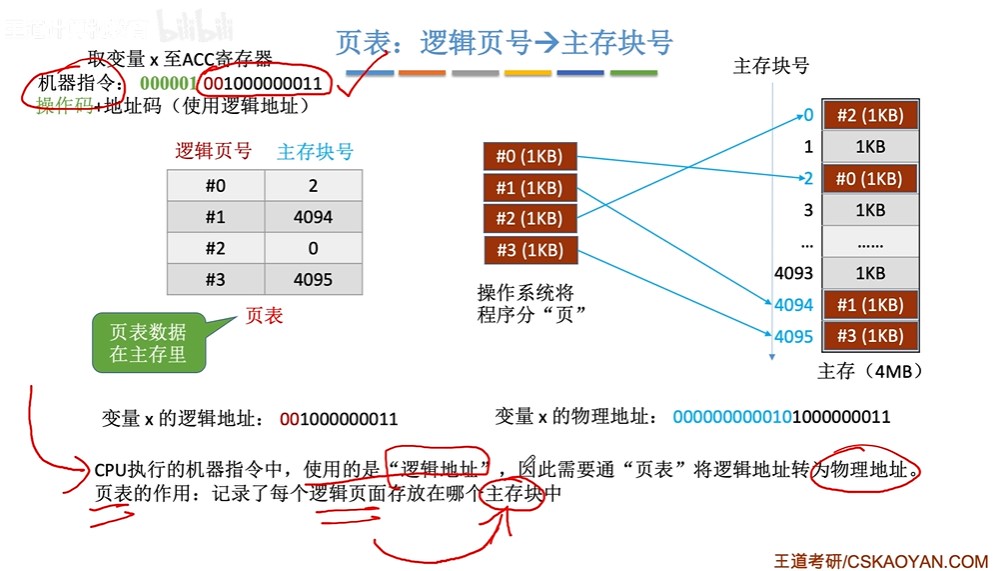 bilibili
页表：逻辑页号→主存块号
取变量 x 至ACC寄存器
机器指令：000001 001000000011
操作码+地址码（使用逻辑地址）
逻辑页号 主存块号
#0 2
#1 4094
#2 0
#3 4095
页表
页表数据
在主存里
#0 (1KB)
#1 (1KB)
#2 (1KB)
#3 (1KB)
操作系统将
程序分“页”
主存块号
0 #2 (1KB)
1 1KB
2 #0 (1KB)
3 1KB
... ……
4093 1KB
4094 #1 (1KB)
4095 #3 (1KB)
主存（4MB）
变量 x 的逻辑地址：001000000011
变量 x 的物理地址：0000000000101000000011
CPU执行的机器指令中，使用的是“逻辑地址”，因此需要通“页表”将逻辑地址转为物理地址。
页表的作用：记录了每个逻辑页面存放在哪个主存块中
王道考研/CSKAOYAN.COM